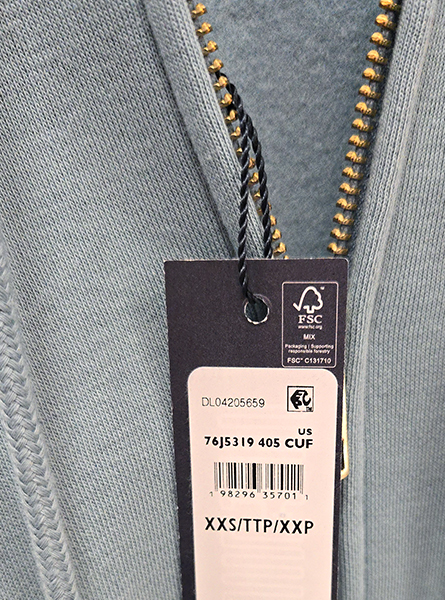 FSC
www.fsc.org
MIX
Packaging | Supporting
responsible forestry
FSC® C131710
DL04205659
US
76J5319 405 CUF
1 98296 35701 1
XXS/TTP/XXP